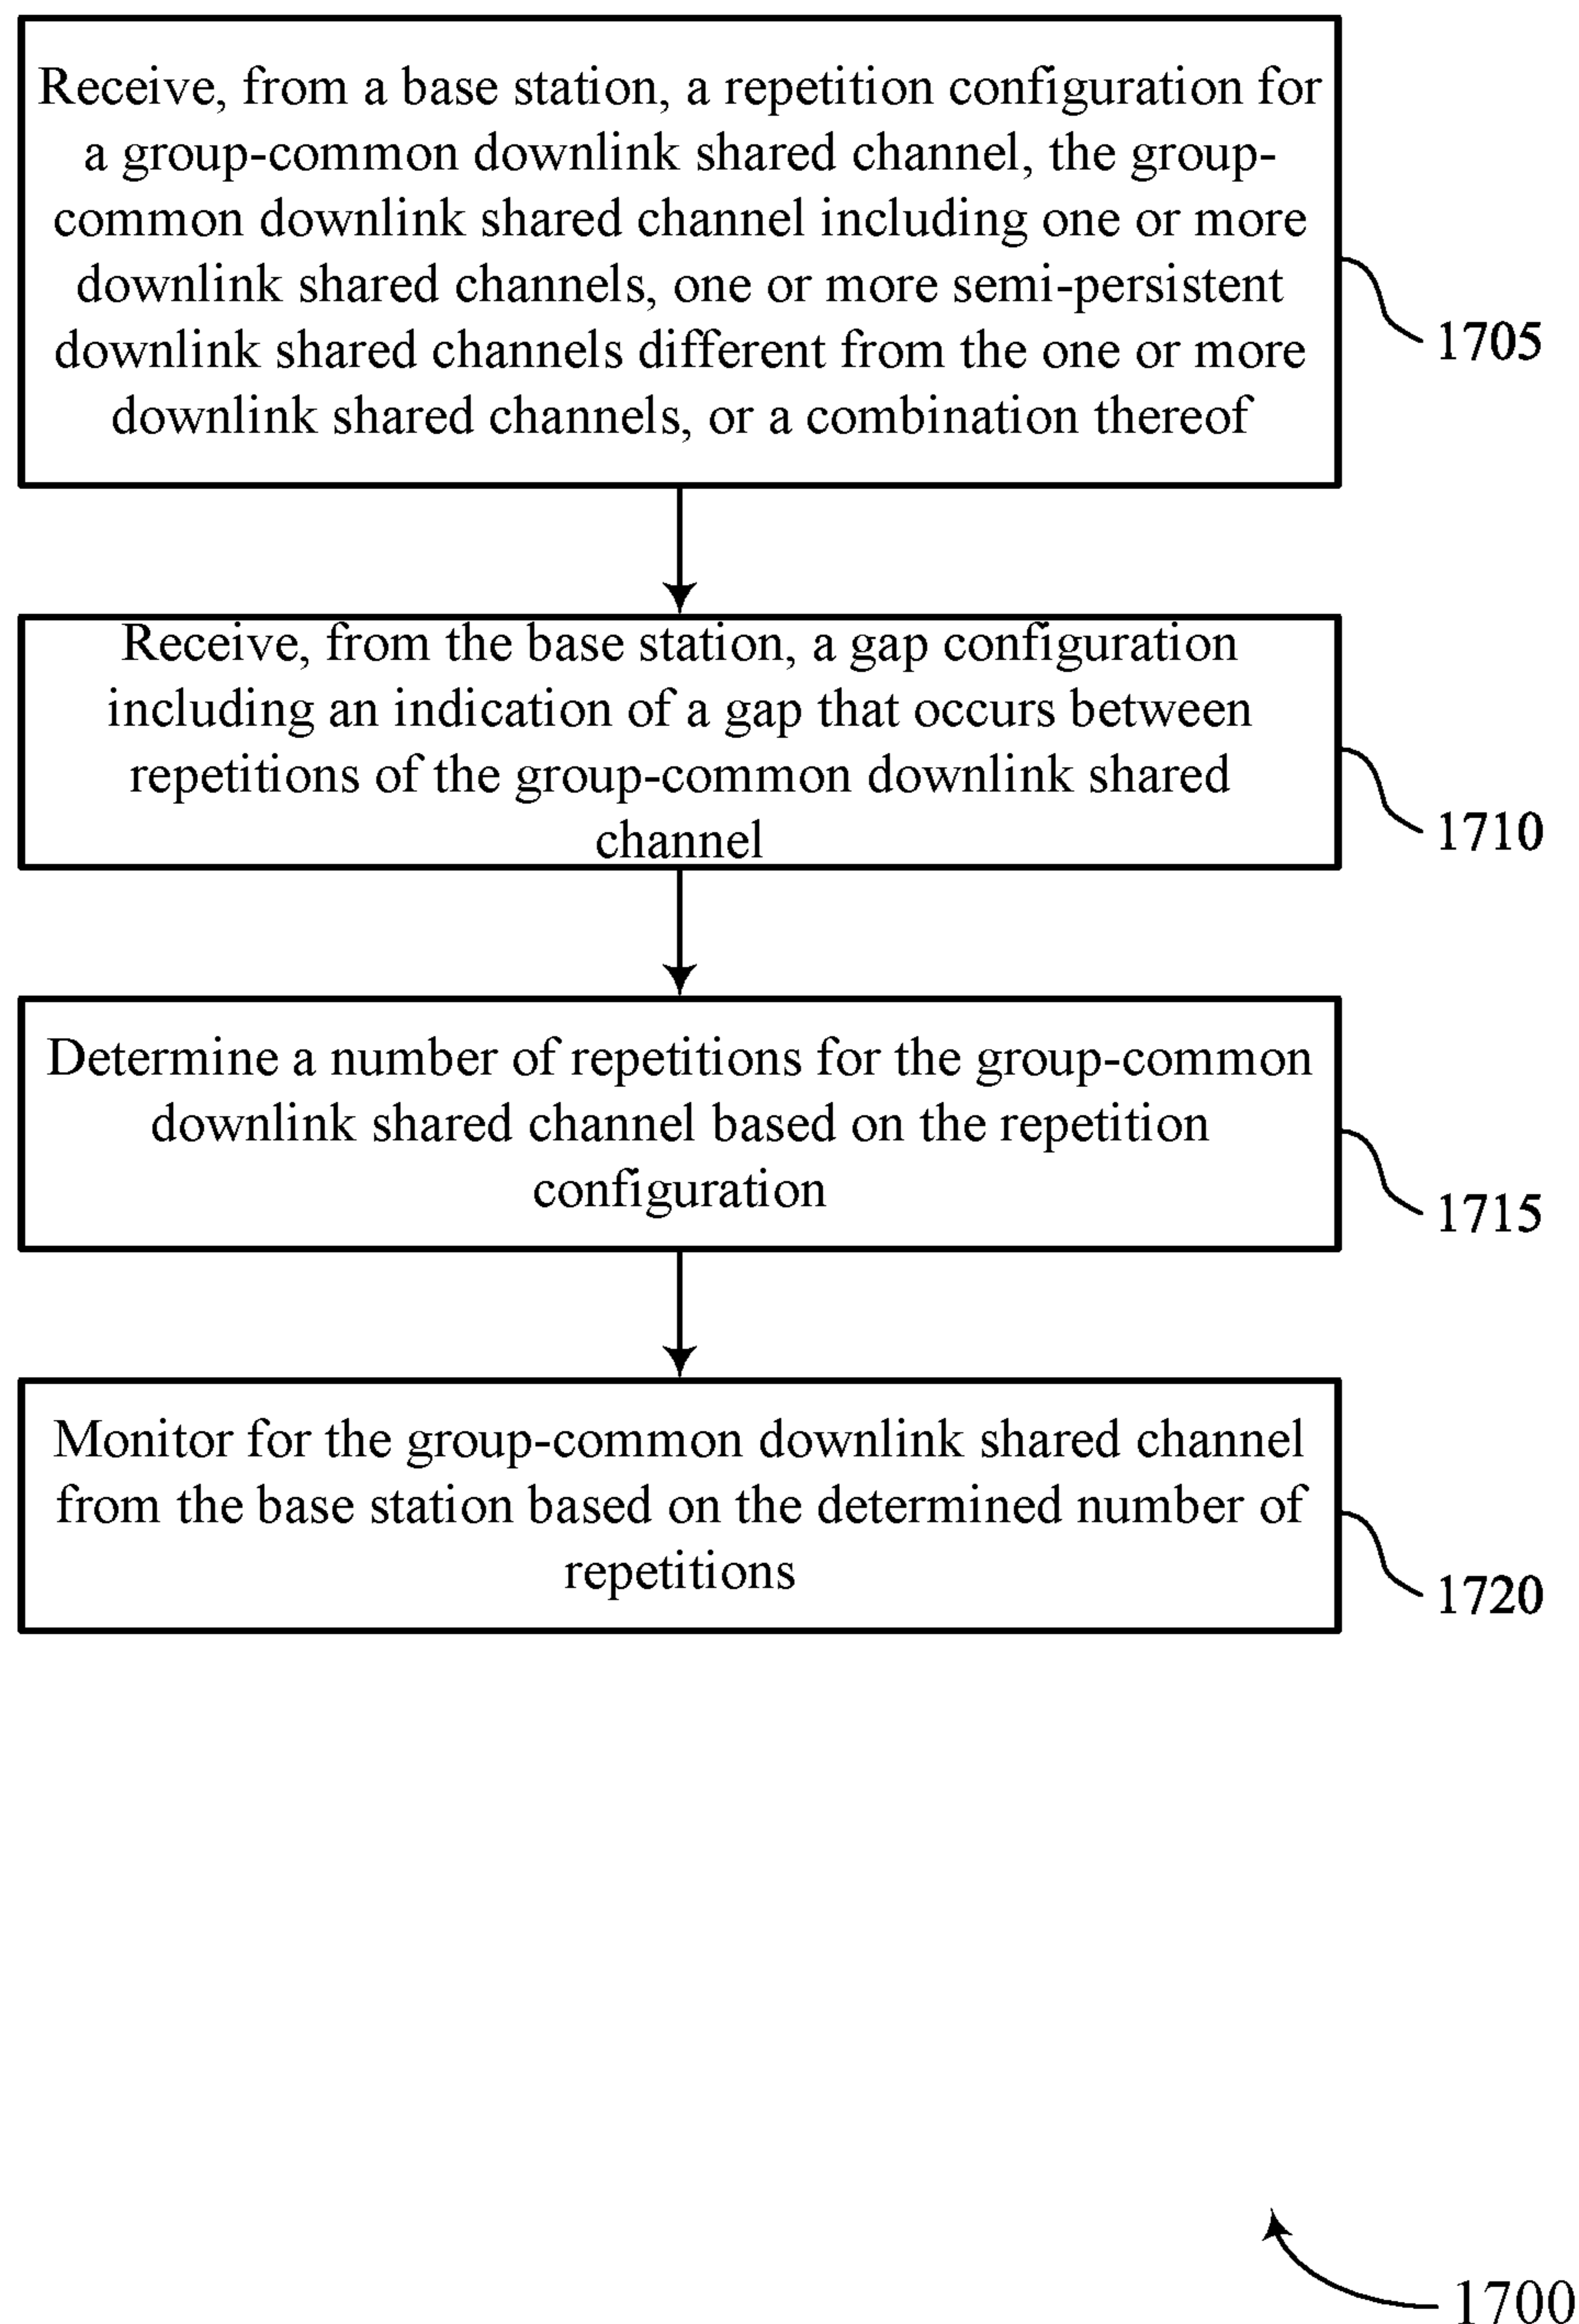 Receive, from a base station, a repetition configuration for
a group-common downlink shared channel, the group-
common downlink shared channel including one or more
downlink shared channels, one or more semi-persistent
downlink shared channels different from the one or more
downlink shared channels, or a combination thereof
1705
Receive, from the base station, a gap configuration
including an indication of a gap that occurs between
repetitions of the group-common downlink shared
channel
1710
Determine a number of repetitions for the group-common
downlink shared channel based on the repetition
configuration
1715
Monitor for the group-common downlink shared channel
from the base station based on the determined number of
repetitions
1720
1700